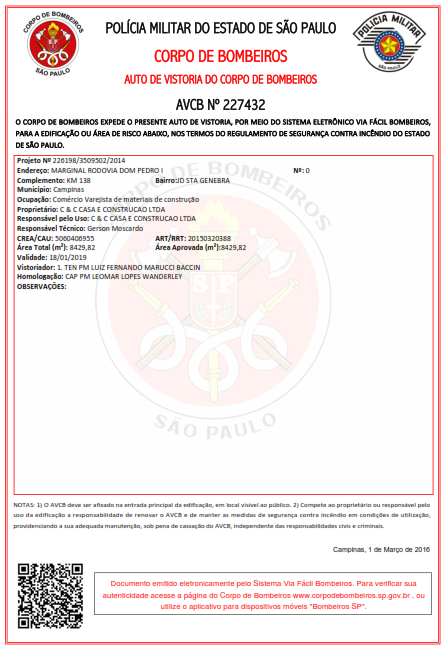 CORPO DE BOMBEIROS
SÃO PAULO
POLÍCIA MILITAR
SÃO PAULO
POLÍCIA MILITAR DO ESTADO DE SÃO PAULO
CORPO DE BOMBEIROS
AUTO DE VISTORIA DO CORPO DE BOMBEIROS
AVCB Nº 227432
O CORPO DE BOMBEIROS EXPEDE O PRESENTE AUTO DE VISTORIA, POR MEIO DO SISTEMA ELETRÔNICO VIA FÁCIL BOMBEIROS,
PARA A EDIFICAÇÃO OU ÁREA DE RISCO ABAIXO, NOS TERMOS DO REGULAMENTO DE SEGURANÇA CONTRA INCÊNDIO DO ESTADO
DE SÃO PAULO.
Projeto Nº 226198/3509502/2014
Endereço: MARGINAL RODOVIA DOM PEDRO I Nº: 0
Complemento: KM 138 Bairro:JD STA GENEBRA
Município: Campinas
Ocupação: Comércio Varejista de materiais de construção
Proprietário: C & C CASA E CONSTRUCAO LTDA
Responsável pelo Uso: C & C CASA E CONSTRUCAO LTDA
Responsável Técnico: Gerson Moscardo
CREA/CAU: 5060406955 ART/RRT: 20150320388
Área Total (m²): 8429,82 Área Aprovada (m²):8429,82
Validade: 18/01/2019
Vistoriador: 1. TEN PM LUIZ FERNANDO MARUCCI BACCIN
Homologação: CAP PM LEOMAR LOPES WANDERLEY
OBSERVAÇÕES:
CORPO DE BOMBEIROS
SP
SÃO PAULO
NOTAS: 1) O AVCB deve ser afixado na entrada principal da edificação, em local visível ao público. 2) Compete ao proprietário ou responsável pelo
uso da edificação a responsabilidade de renovar o AVCB e de manter as medidas de segurança contra incêndio em condições de utilização,
providenciando a sua adequada manutenção, sob pena de cassação do AVCB, independente das responsabilidades civis e criminais.
Campinas, 1 de Março de 2016
Documento emitido eletronicamente pelo Sistema Via Fácil Bombeiros. Para verificar sua
autenticidade acesse a página do Corpo de Bombeiros www.corpodebombeiros.sp.gov.br , ou
utilize o aplicativo para dispositivos móveis "Bombeiros SP".